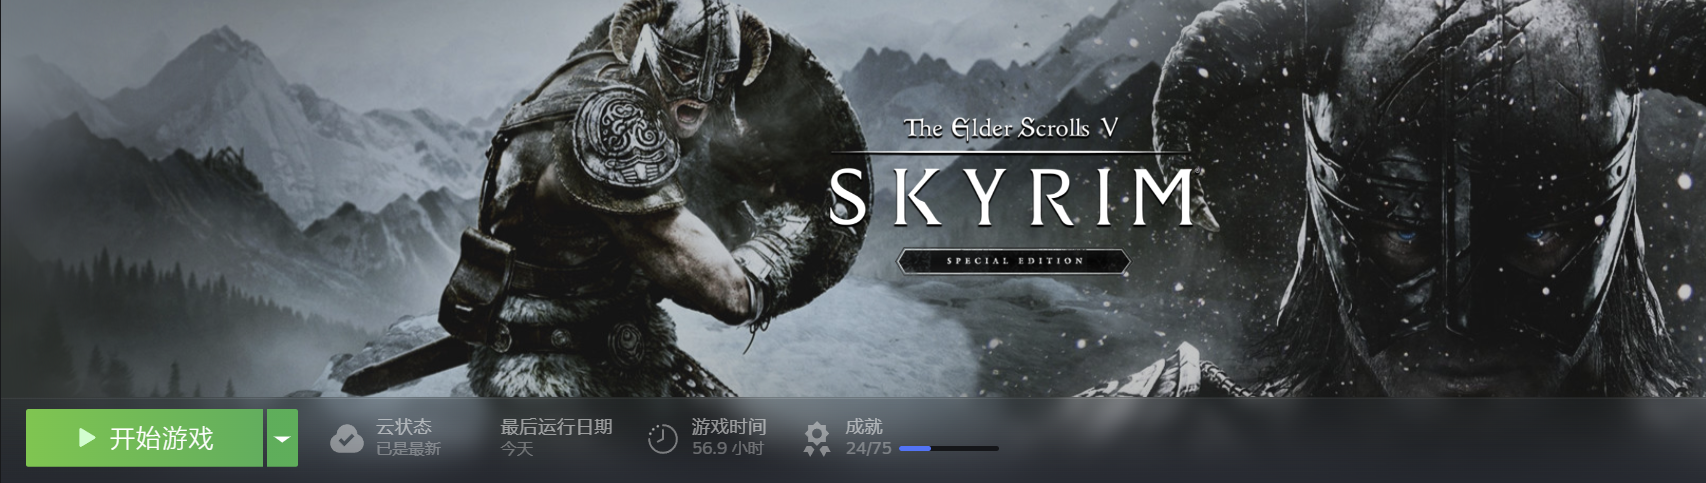 The Elder Scrolls V
SKYRIM
SPECIAL EDITION
开始游戏
云状态
已是最新
最后运行日期
今天
游戏时间
56.9 小时
成就
24/75